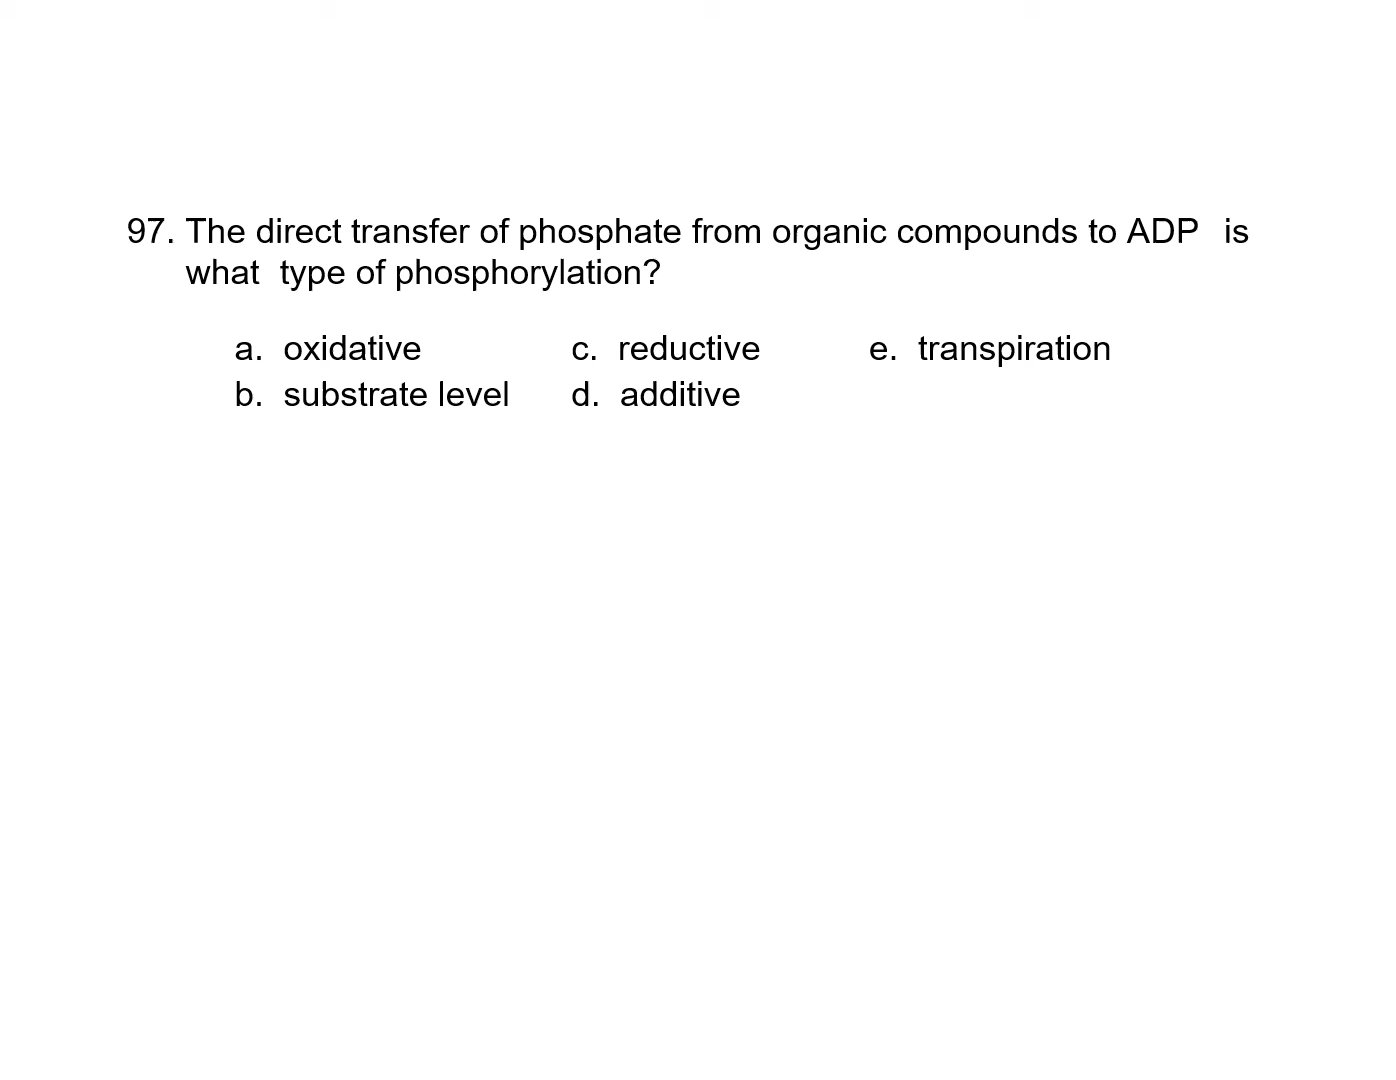 97. The direct transfer of phosphate from organic compounds to ADP is
what type of phosphorylation?
a. oxidative c. reductive e. transpiration
b. substrate level d. additive